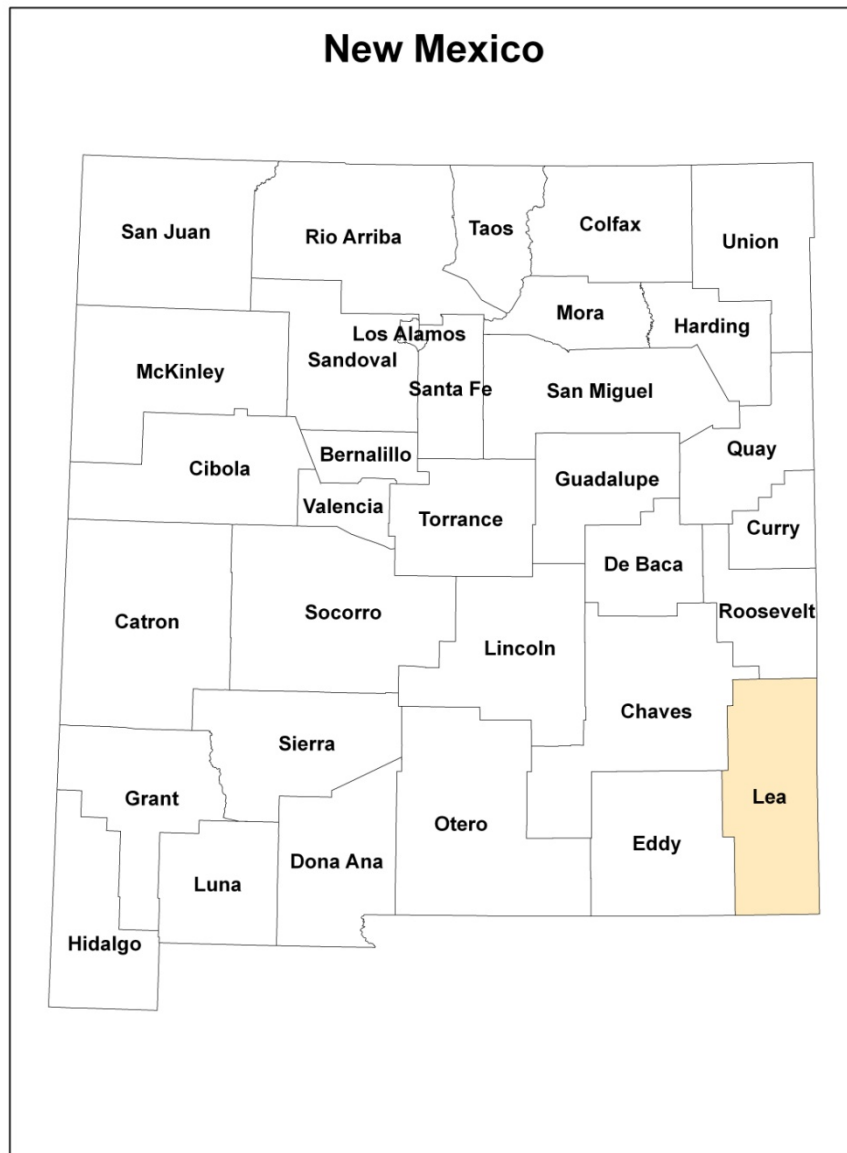 New Mexico
San Juan
Rio Arriba
Taos
Colfax
Union
Mora
Harding
Los Alamos
Sandoval
McKinley
Santa Fe
San Miguel
Quay
Bernalillo
Cibola
Guadalupe
Valencia
Torrance
Curry
De Baca
Roosevelt
Catron
Socorro
Lincoln
Chaves
Sierra
Lea
Grant
Otero
Eddy
Dona Ana
Luna
Hidalgo